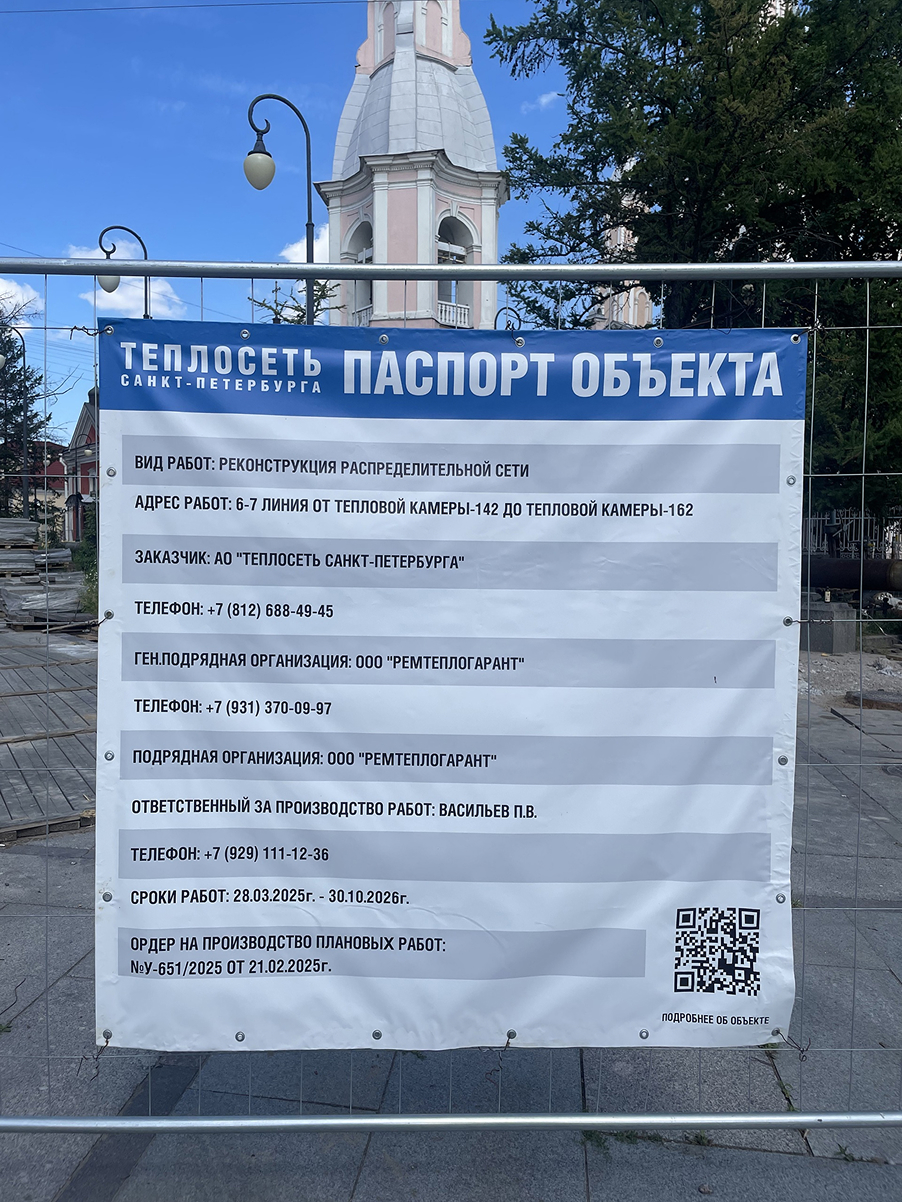 ТЕПЛОСЕТЬ
САНКТ-ПЕТЕРБУРГА
ПАСПОРТ ОБЪЕКТА
ВИД РАБОТ: РЕКОНСТРУКЦИЯ РАСПРЕДЕЛИТЕЛЬНОЙ СЕТИ
АДРЕС РАБОТ: 6-7 ЛИНИЯ ОТ ТЕПЛОВОЙ КАМЕРЫ-142 ДО ТЕПЛОВОЙ КАМЕРЫ-162
ЗАКАЗЧИК: АО "ТЕПЛОСЕТЬ САНКТ-ПЕТЕРБУРГА"
ТЕЛЕФОН: +7 (812) 688-49-45
ГЕН.ПОДРЯДНАЯ ОРГАНИЗАЦИЯ: ООО "РЕМТЕПЛОГАРАНТ"
ТЕЛЕФОН: +7 (931) 370-09-97
ПОДРЯДНАЯ ОРГАНИЗАЦИЯ: ООО "РЕМТЕПЛОГАРАНТ"
ОТВЕТСТВЕННЫЙ ЗА ПРОИЗВОДСТВО РАБОТ: ВАСИЛЬЕВ П.В.
ТЕЛЕФОН: +7 (929) 111-12-36
СРОКИ РАБОТ: 28.03.2025г. - 30.10.2026г.
ОРДЕР НА ПРОИЗВОДСТВО ПЛАНОВЫХ РАБОТ:
№У-651/2025 ОТ 21.02.2025г.
ПОДРОБНЕЕ ОБ ОБЪЕКТЕ